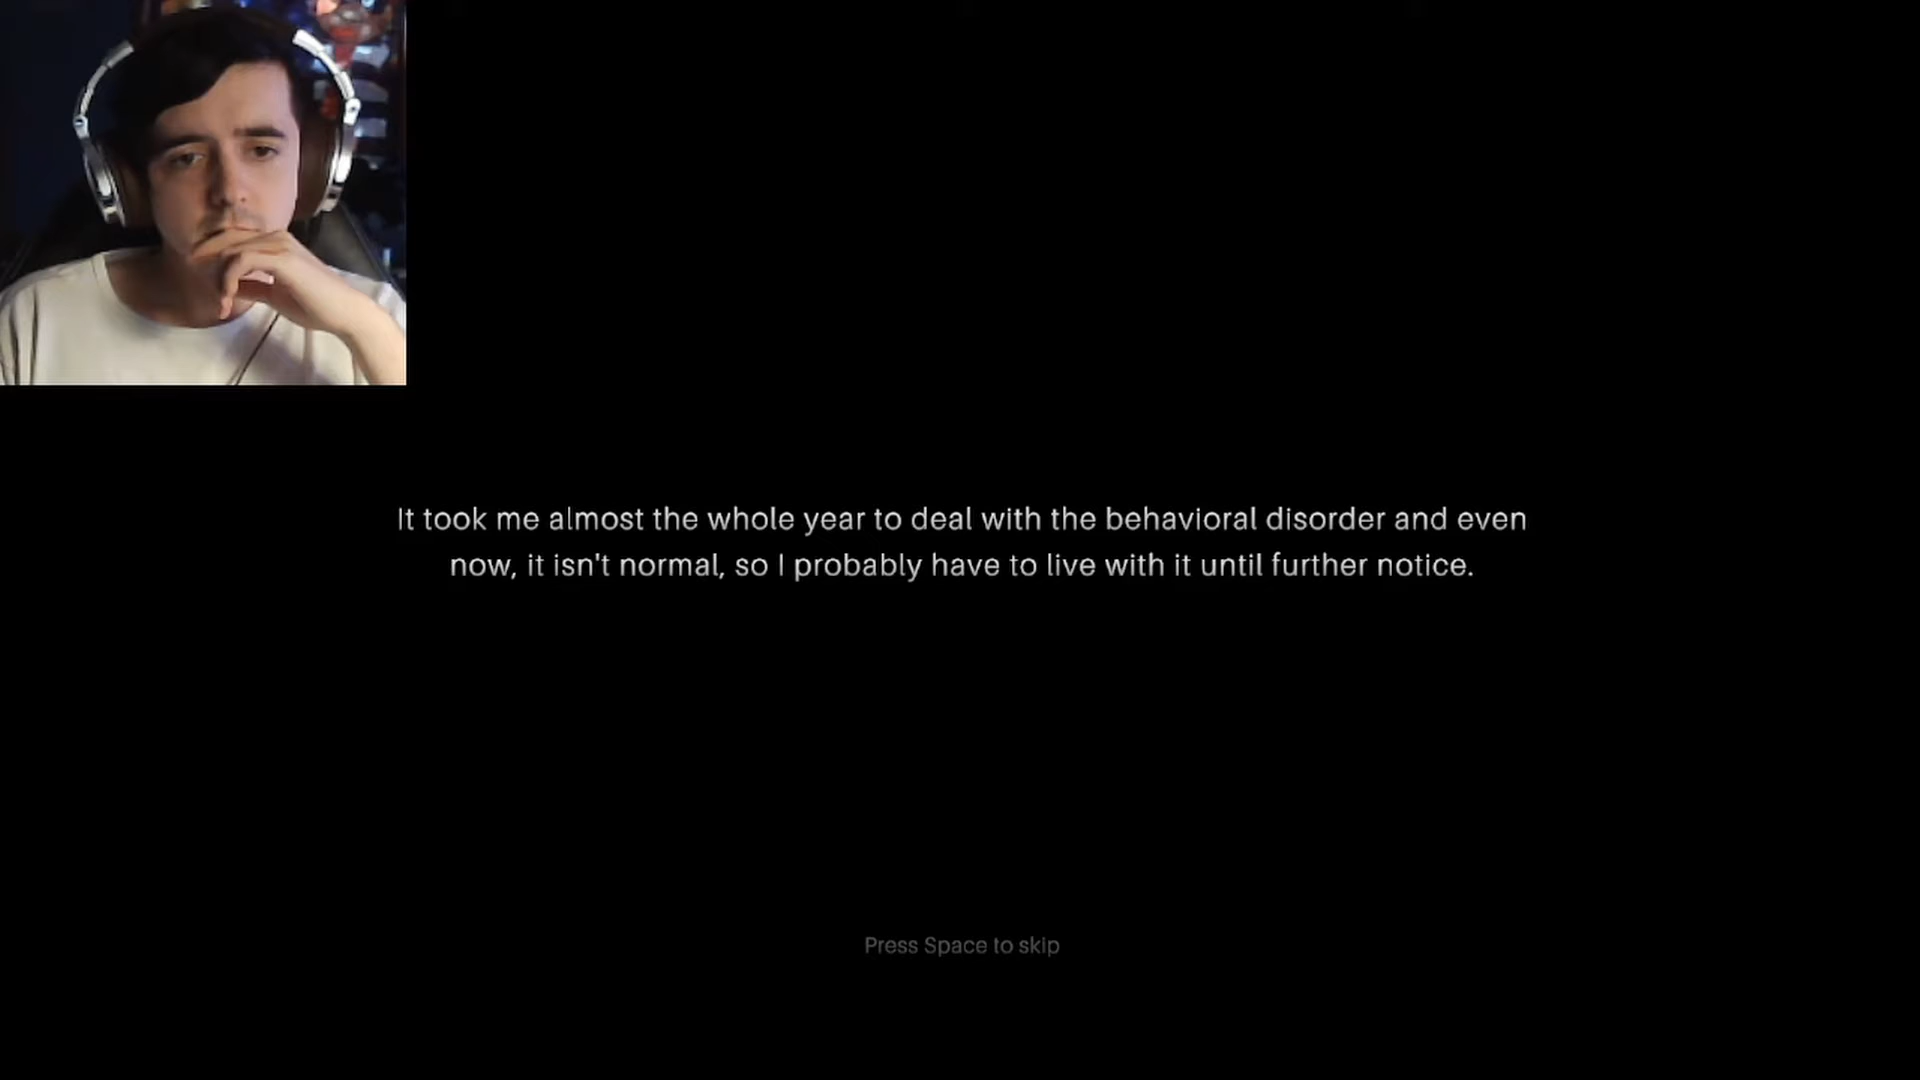 It took me almost the whole year to deal with the behavioral disorder and even
now, it isn't normal, so I probably have to live with it until further notice.
Press Space to skip